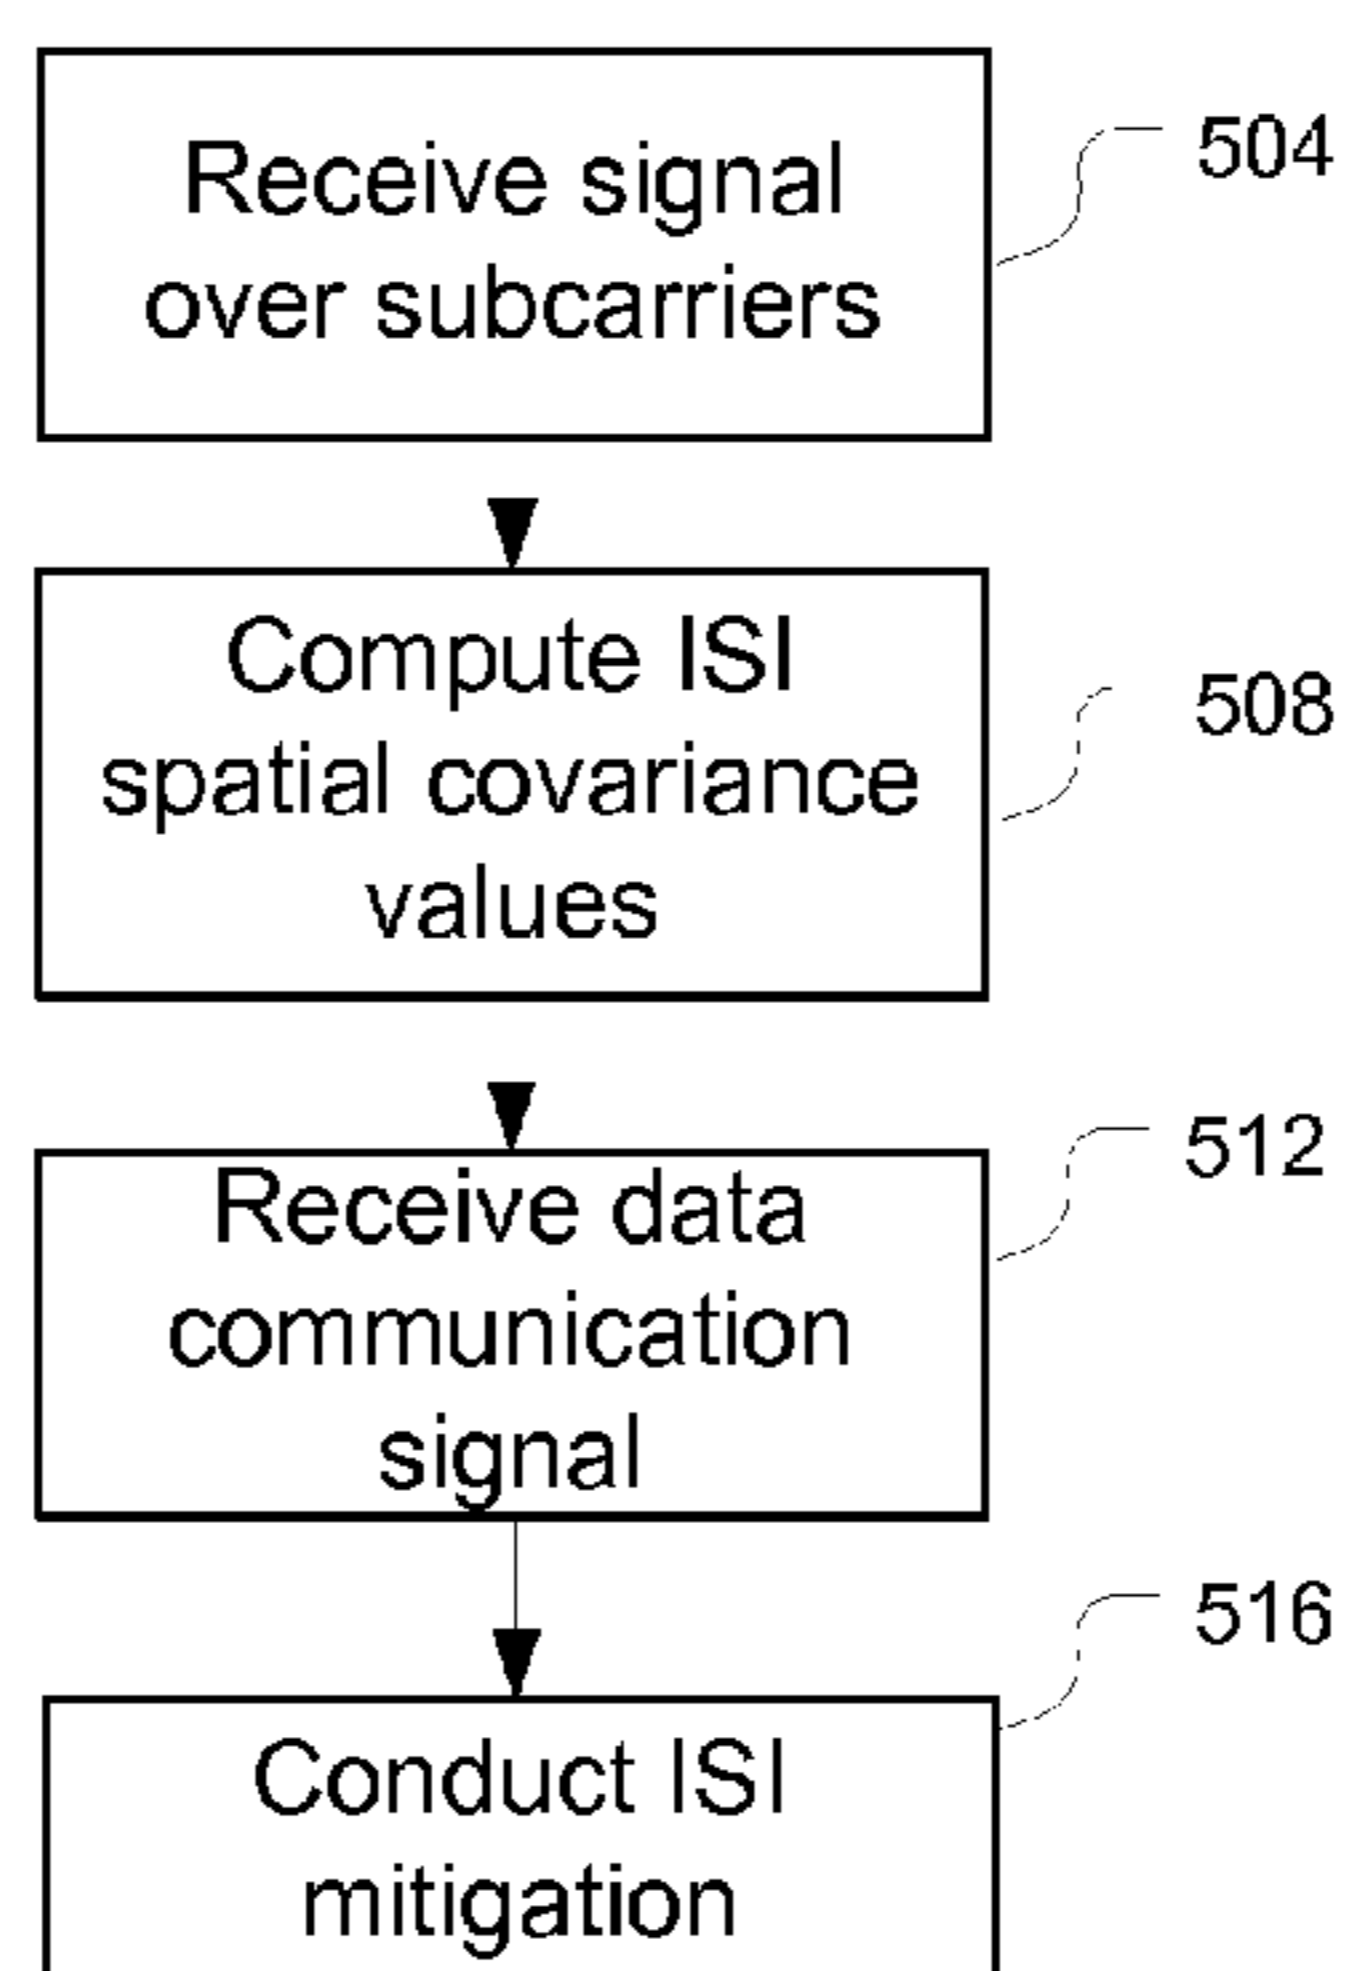 Receive signal
over subcarriers
504
Compute ISI
spatial covariance
values
508
Receive data
communication
signal
512
Conduct ISI
mitigation
516